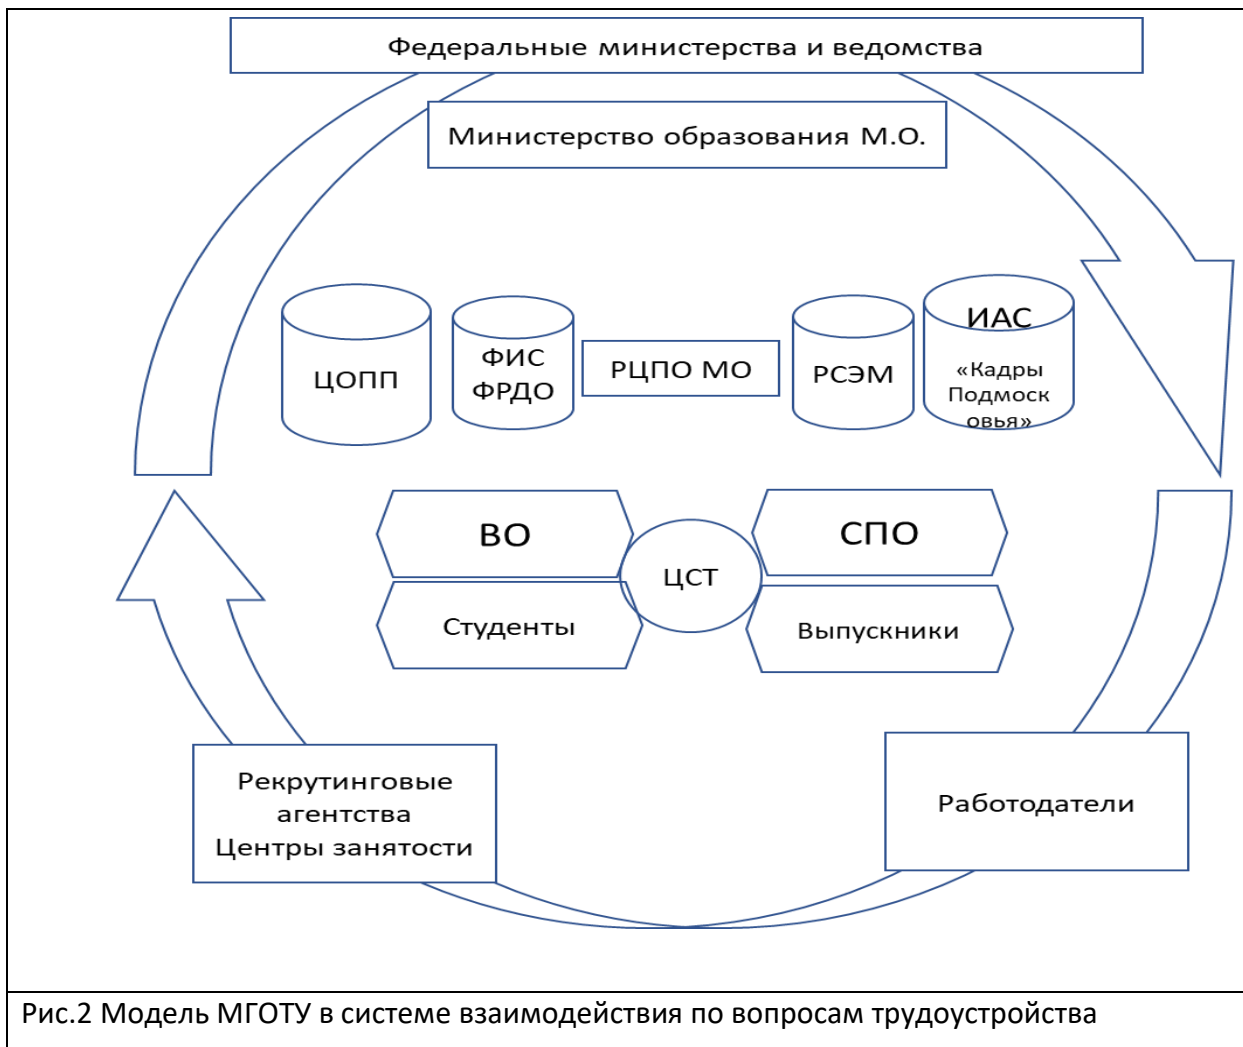 Федеральные министерства и ведомства
Министерство образования М.О.
ЦОПП
ФИС
ФРДО
РЦПО МО
РСЭМ
ИАС
«Кадры
Подмоск
овья»
ВО
СПО
ЦСТ
Студенты
Выпускники
Рекрутинговые
агентства
Центры занятости
Работодатели
Рис.2 Модель МГОТУ в системе взаимодействия по вопросам трудоустройства